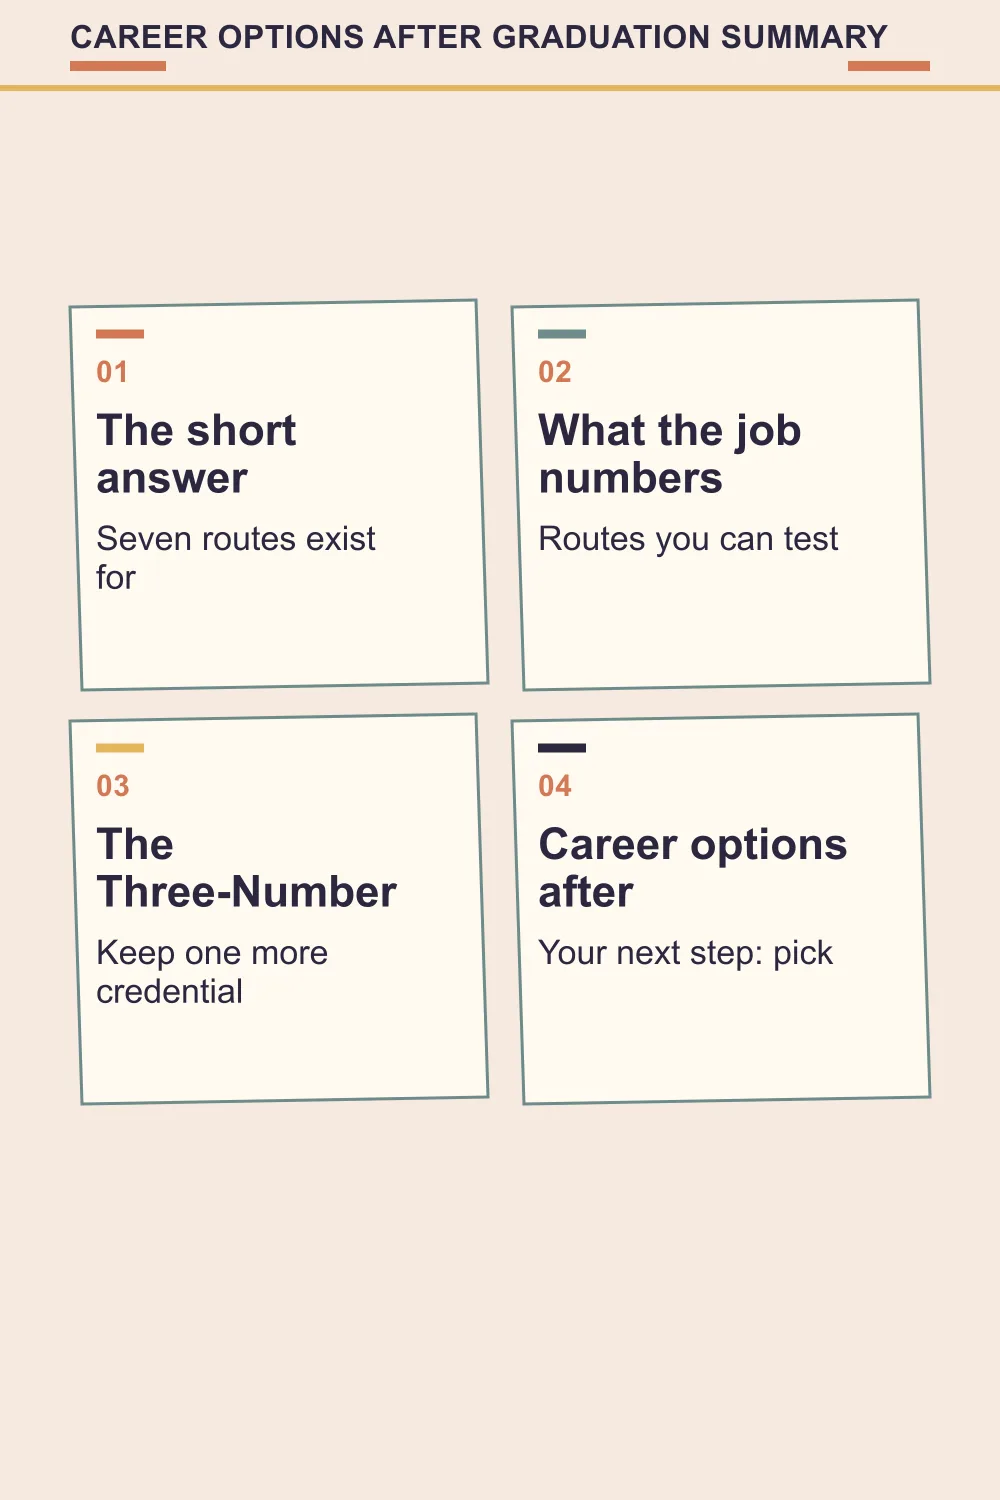 CAREER OPTIONS AFTER GRADUATION SUMMARY
01
The short
answer
Seven routes exist
for
02
What the job
numbers
Routes you can test
03
The
Three-Number
Keep one more
credential
04
Career options
after
Your next step: pick